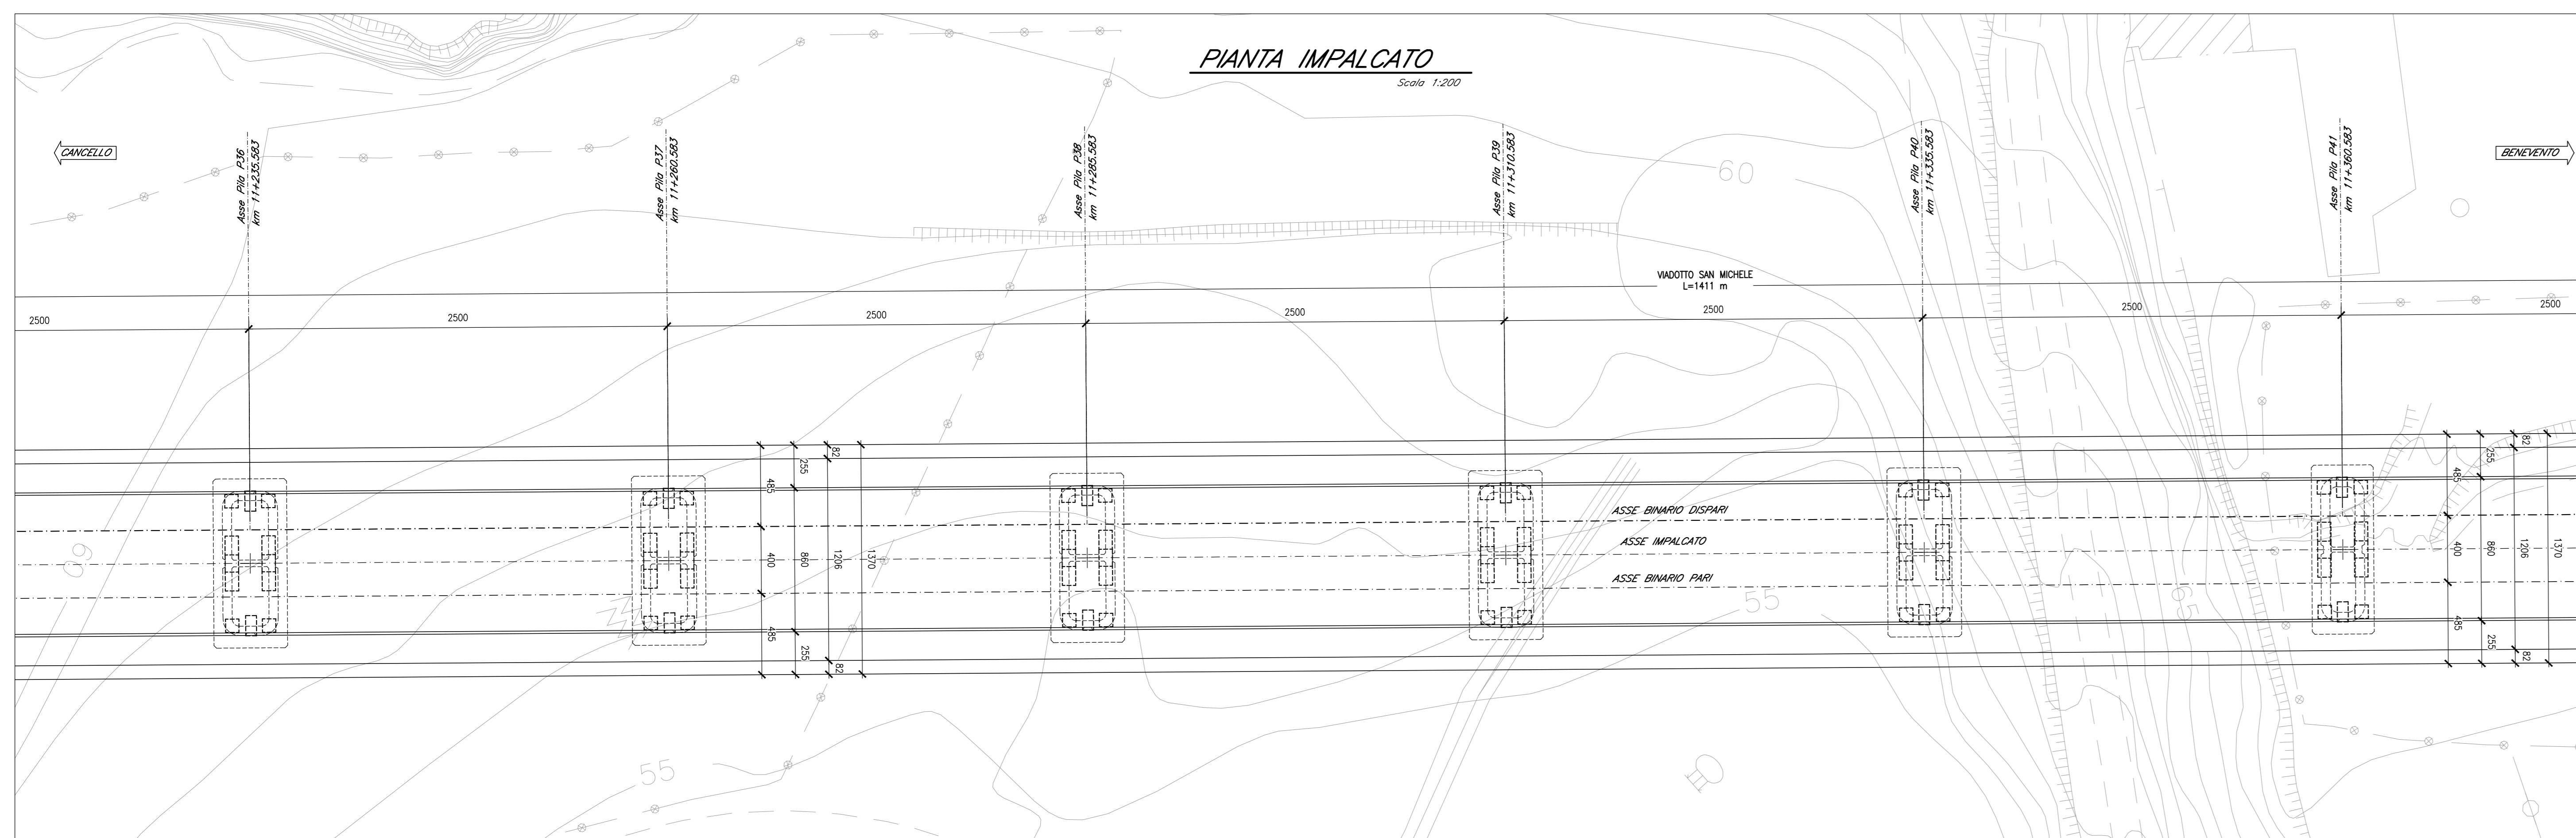 PIANTA IMPALCATO
Scala 1:200
CANCELLO
BENEVENTO
Asse Pila P36
km 11+235.583
Asse Pila P37
km 11+260.583
Asse Pila P38
km 11+285.583
Asse Pila P39
km 11+310.583
Asse Pila P40
km 11+335.583
Asse Pila P41
km 11+360.583
60
VIADOTTO SAN MICHELE
L=1411 m
2500
2500
2500
2500
2500
2500
2500
485
400
485
255
860
255
82
1206
82
1370
485
400
485
255
860
255
82
1206
82
1370
ASSE BINARIO DISPARI
ASSE IMPALCATO
ASSE BINARIO PARI
55
55